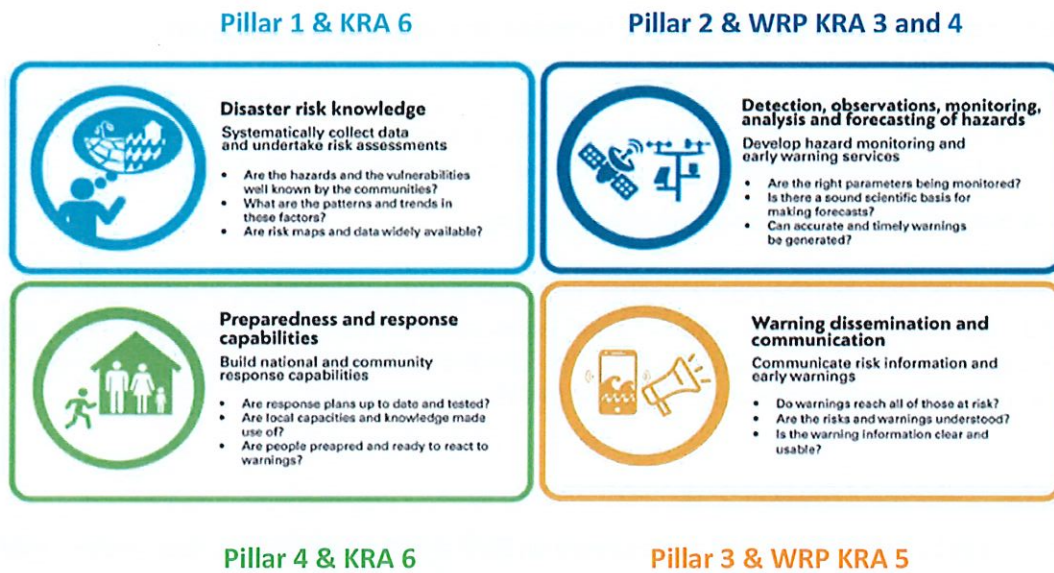 Pillar 1 & KRA 6
Pillar 2 & WRP KRA 3 and 4
Disaster risk knowledge
Systematically collect data
and undertake risk assessments
• Are the hazards and the vulnerabilities
well known by the communities?
• What are the patterns and trends in
these factors?
• Are risk maps and data widely available?
Detection, observations, monitoring,
analysis and forecasting of hazards
Develop hazard monitoring and
early warning services
• Are the right parameters being monitored?
• Is there a sound scientific basis for
making forecasts?
• Can accurate and timely warnings
be generated?
Preparedness and response
capabilities
Build national and community
response capabilities
• Are response plans up to date and tested?
• Are local capacities and knowledge made
use of?
• Are people preapred and ready to react to
warnings?
Warning dissemination and
communication
Communicate risk information and
early warnings
• Do warnings reach all of those at risk?
• Are the risks and warnings understood?
• Is the warning information clear and
usable?
Pillar 4 & KRA 6
Pillar 3 & WRP KRA 5